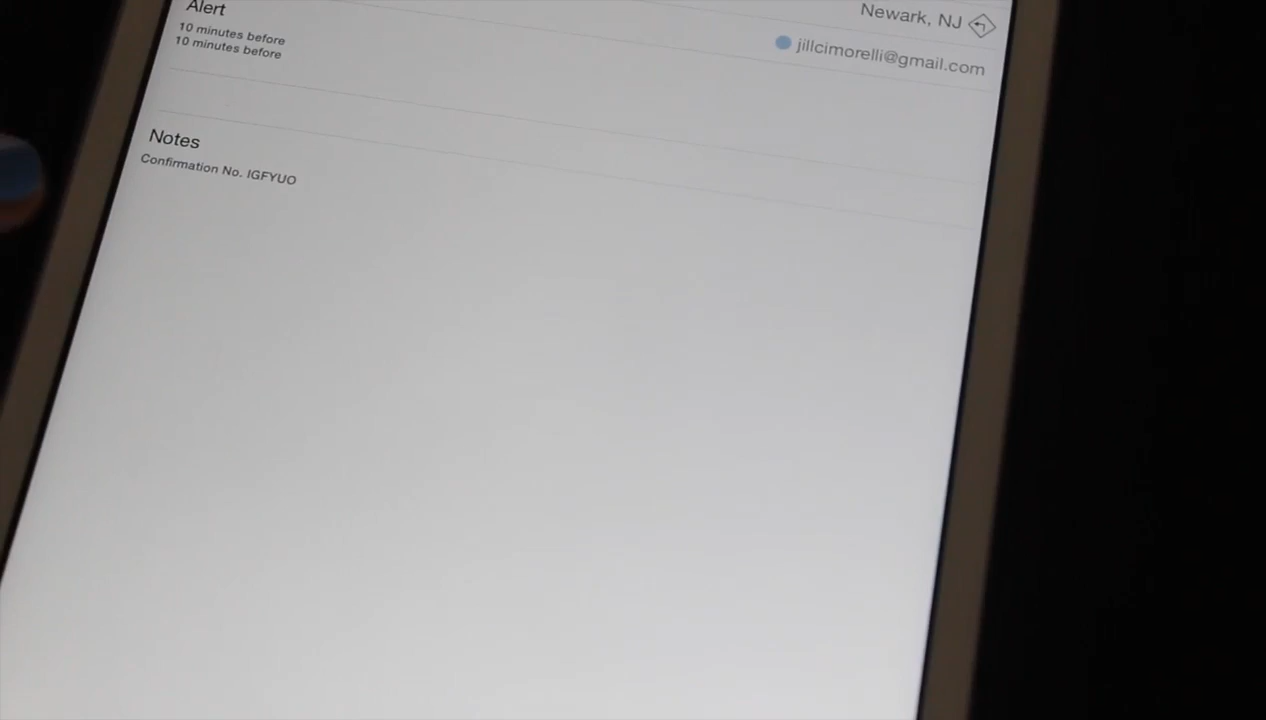 Newark, NJ
jillcimorelli@gmail.com
Alert
10 minutes before
10 minutes before
Notes
Confirmation No. IGFYUO